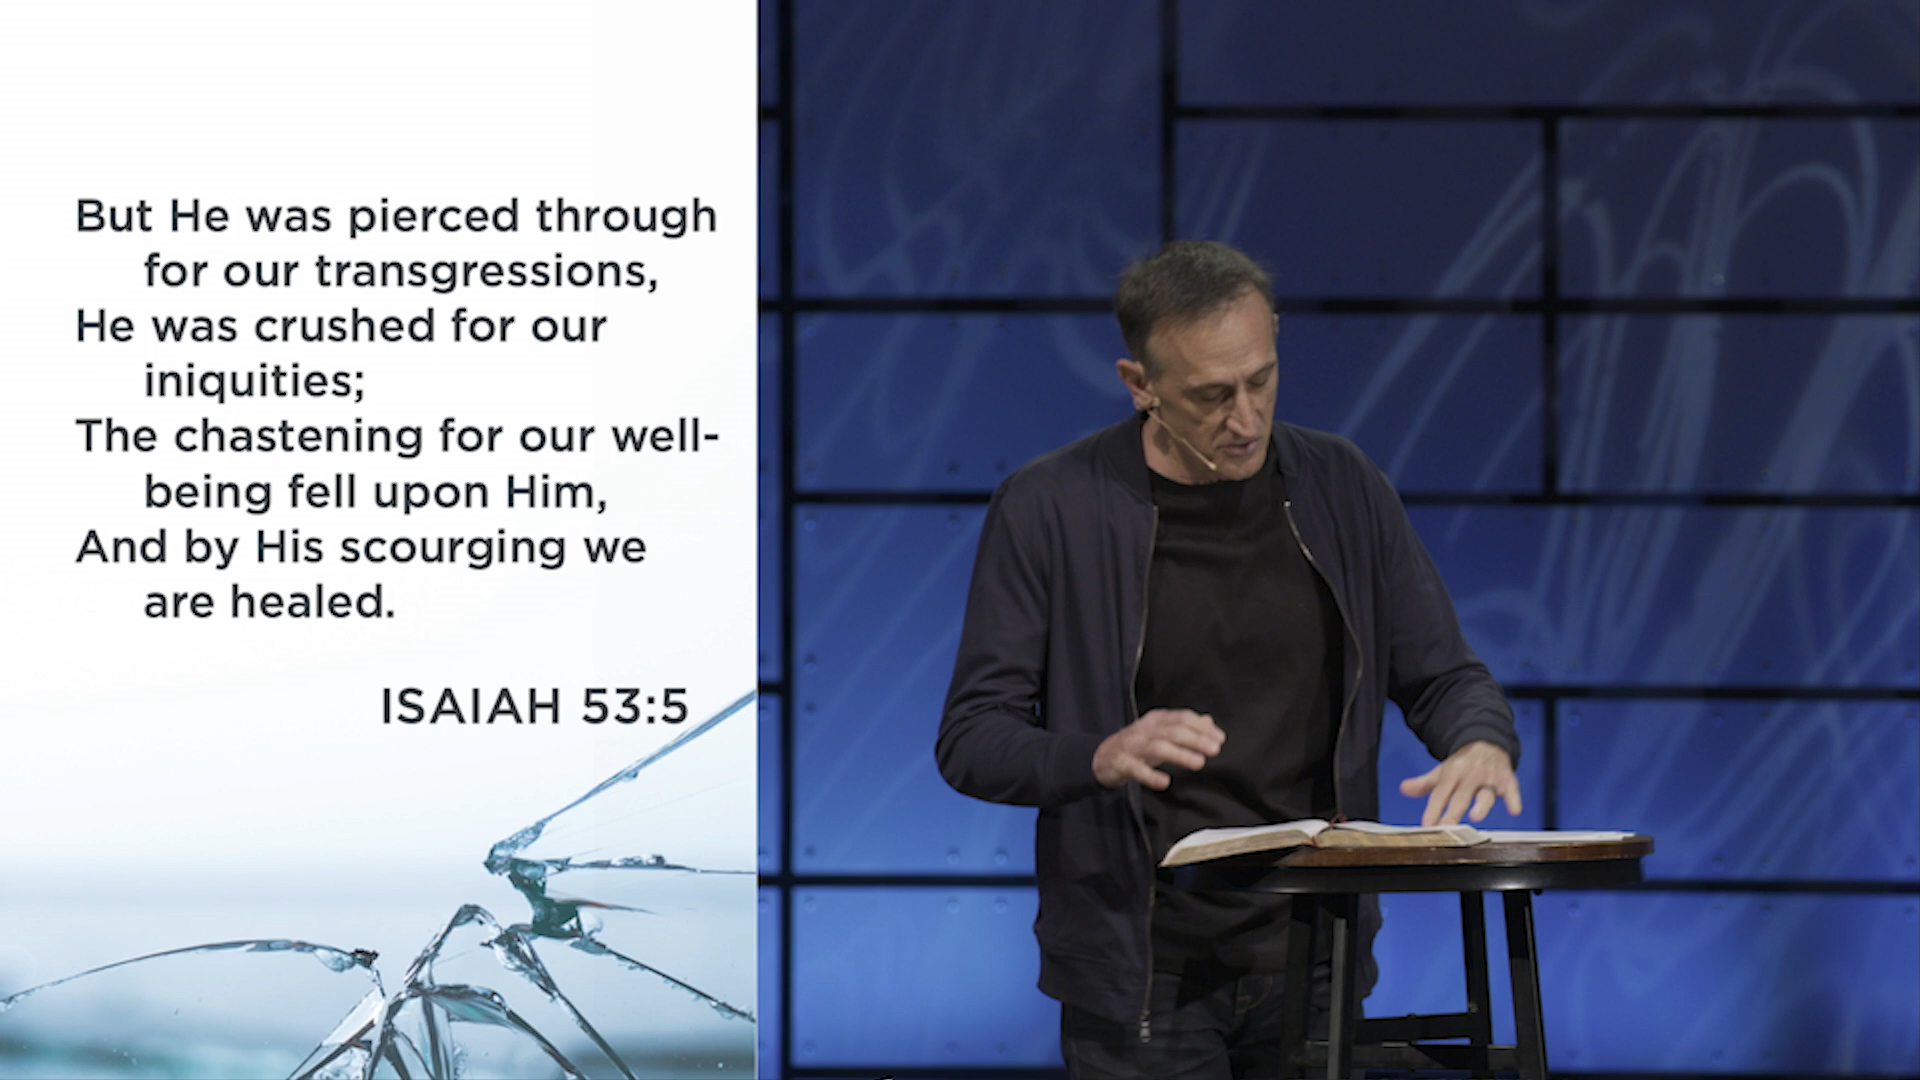 But He was pierced through
for our transgressions,
He was crushed for our
iniquities;
The chastening for our well-
being fell upon Him,
And by His scourging we
are healed.
ISAIAH 53:5